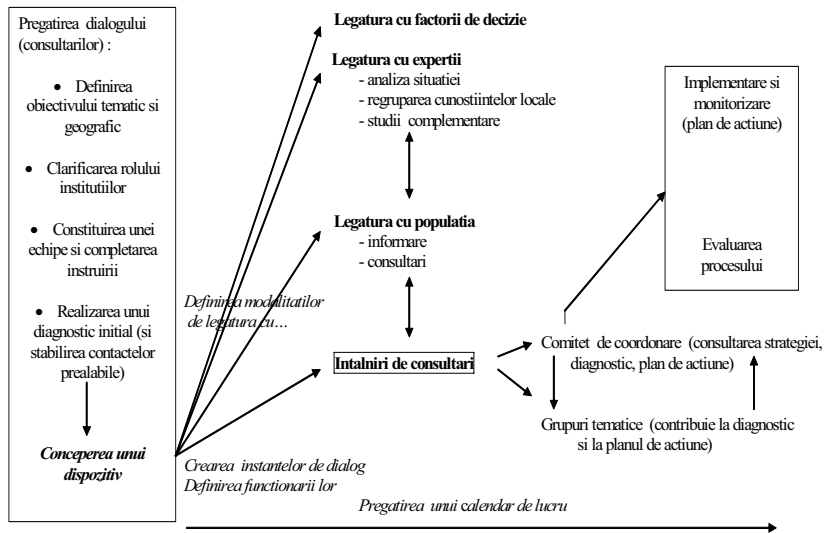 Pregatirea dialogului
(consultarilor) :
• Definirea
obiectivului tematic si
geografic
• Clarificarea rolului
institutiilor
• Constituirea unei
echipe si completarea
instruirii
• Realizarea unui
diagnostic initial (si
stabilirea contactelor
prealabile)
Conceperea unui
dispozitiv
Legatura cu factorii de decizie
Legatura cu expertii
- analiza situatiei
- regruparea cunostiintelor locale
- studii complementare
Legatura cu populatia
- informare
- consultari
Definirea modalitatilor
de legatura cu…
Intalniri de consultari
Crearea instantelor de dialog
Definirea functionarii lor
Comitet de coordonare (consultarea strategiei,
diagnostic, plan de actiune)
Grupuri tematice (contribuie la diagnostic
si la planul de actiune)
Implementare si
monitorizare
(plan de actiune)
Evaluarea
procesului
Pregatirea unui calendar de lucru